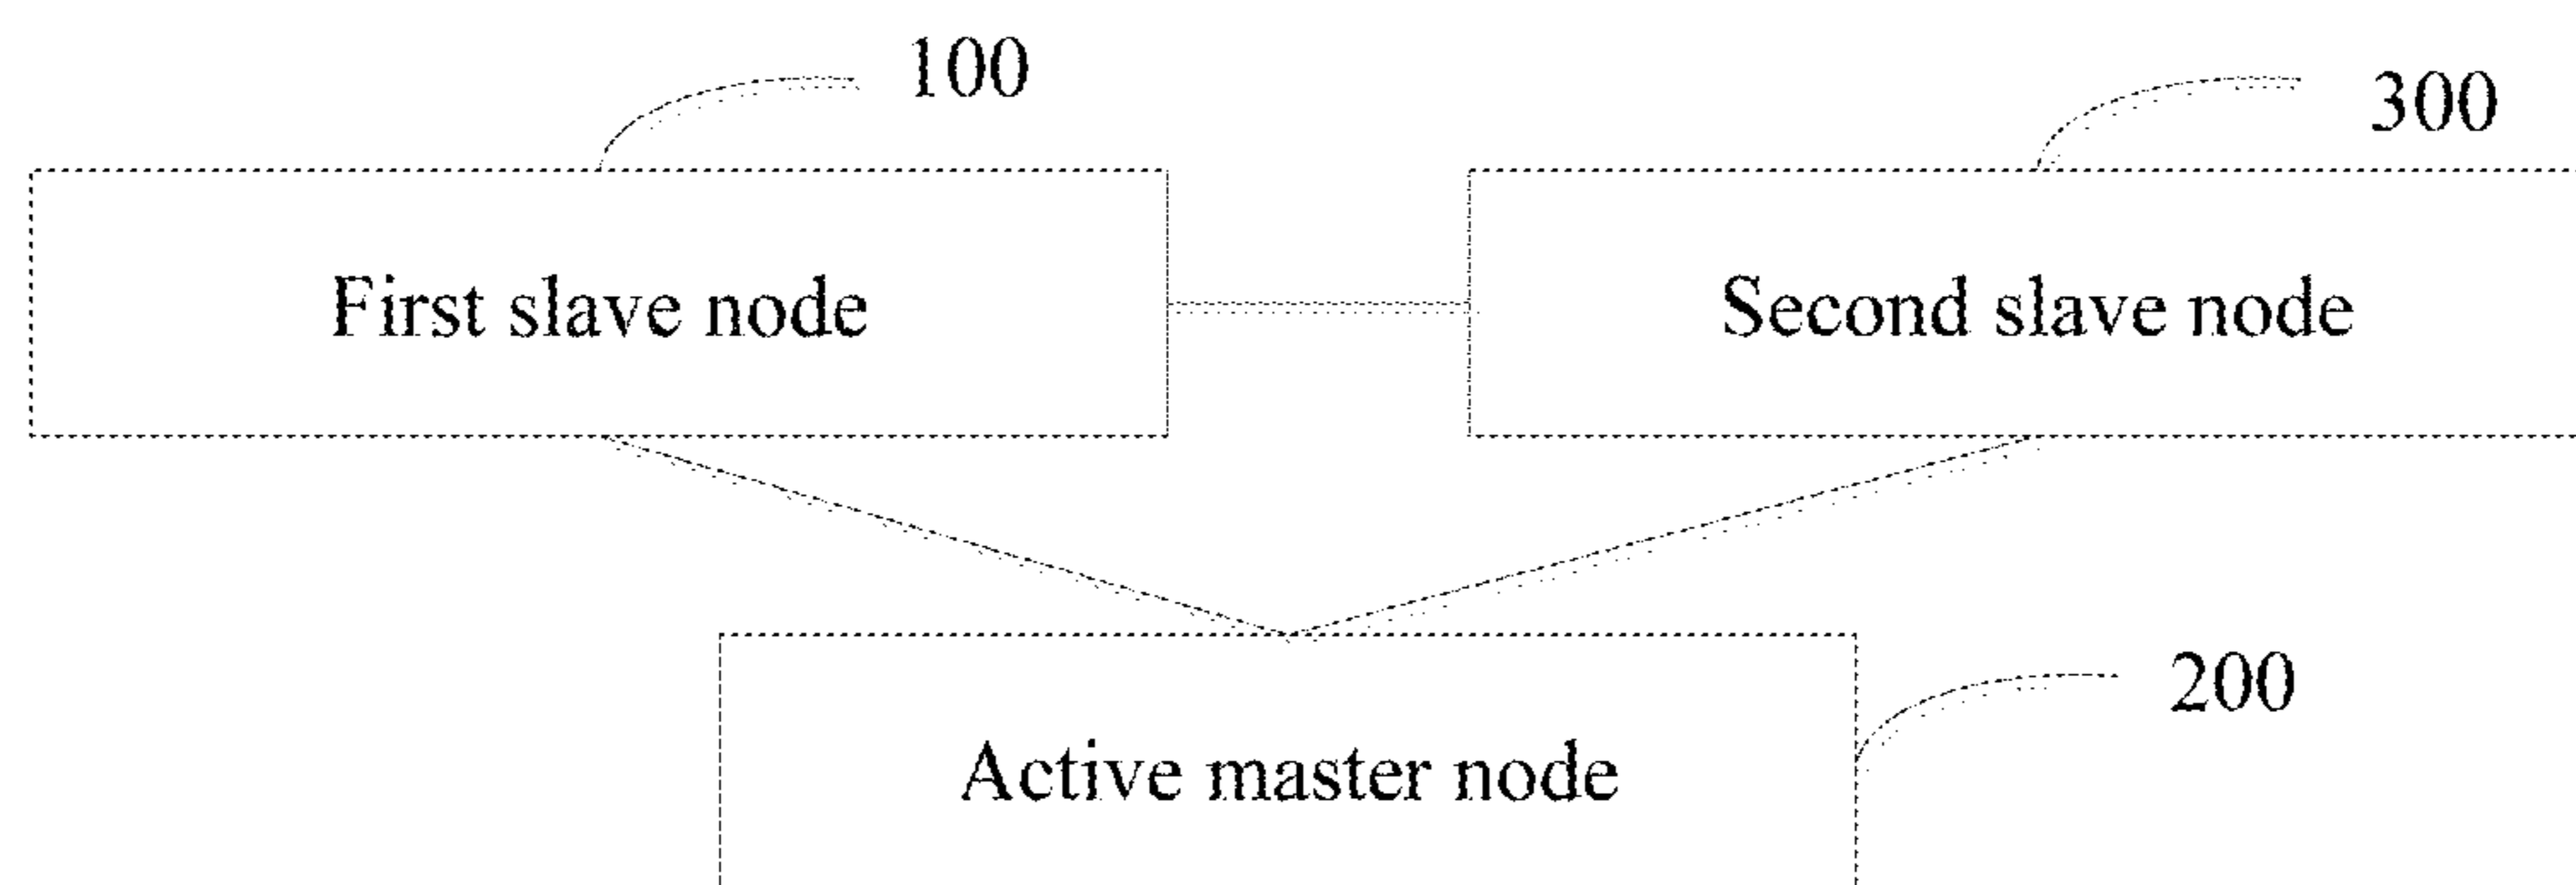 100
300
First slave node
Second slave node
200
Active master node